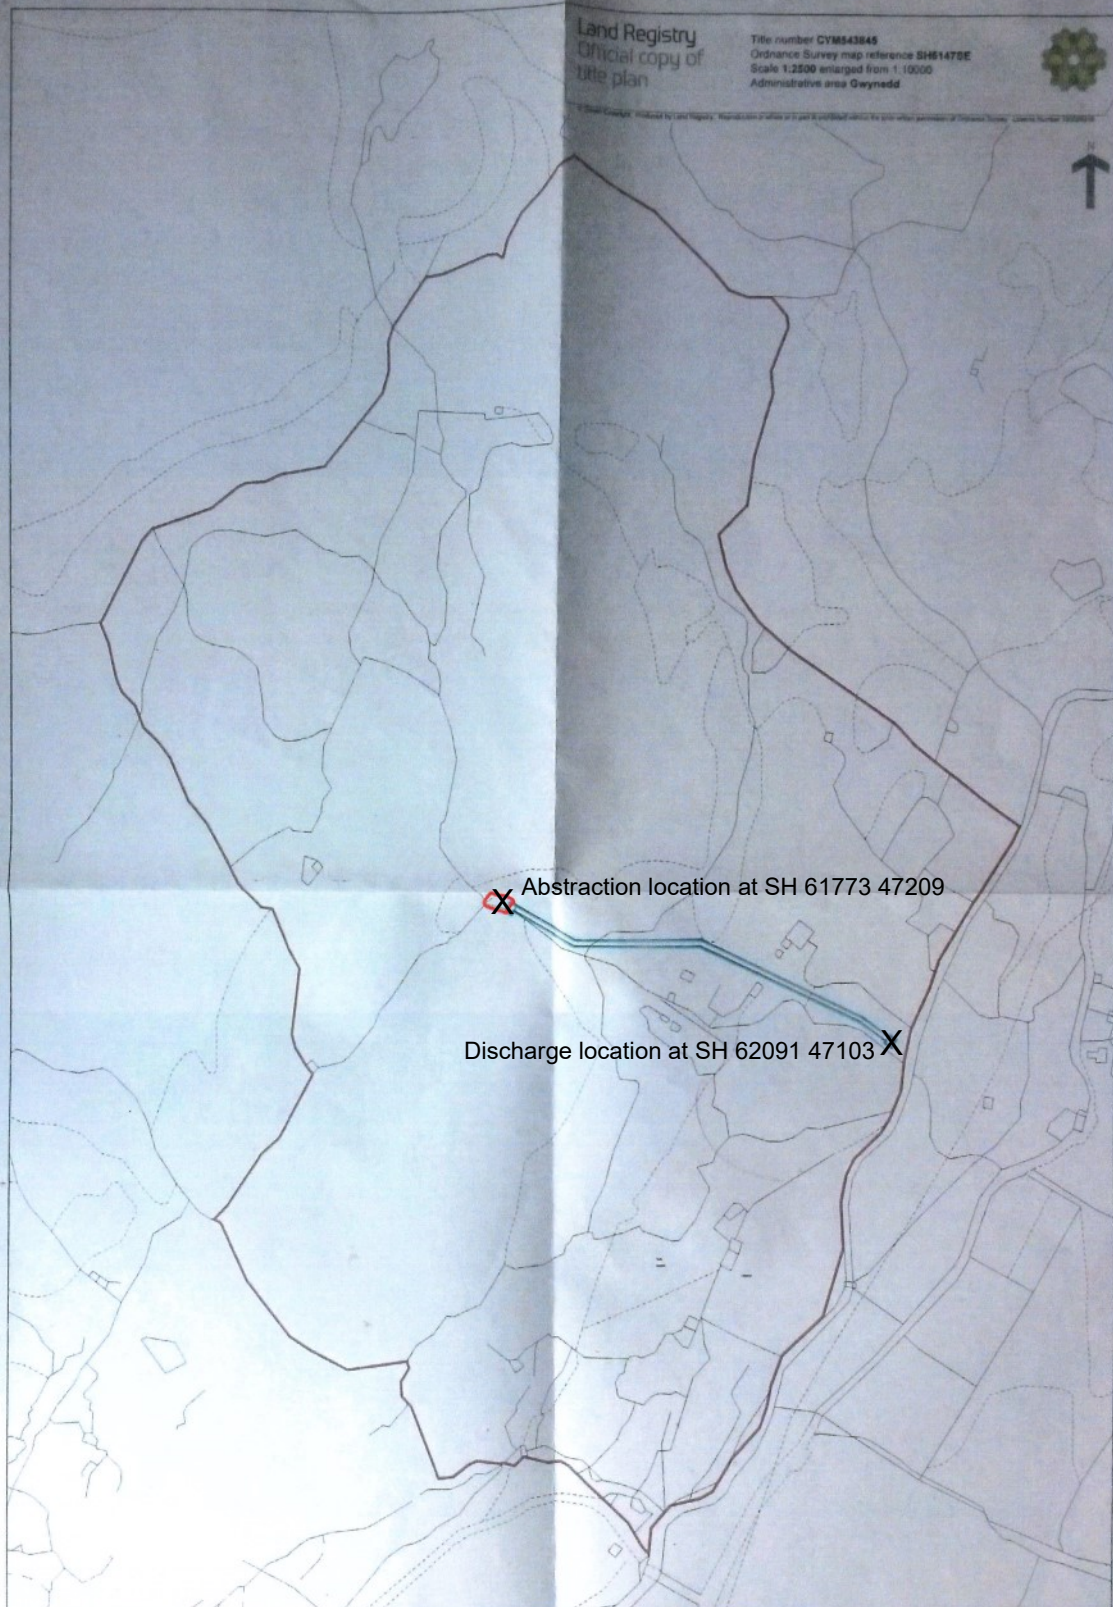 Land Registry
Official copy of
title plan
Title number CYM543845
Ordnance Survey map reference SH6147SE
Scale 1:2500 enlarged from 1:10000
Administrative area Gwynedd
N
Abstraction location at SH 61773 47209
X
Discharge location at SH 62091 47103
X